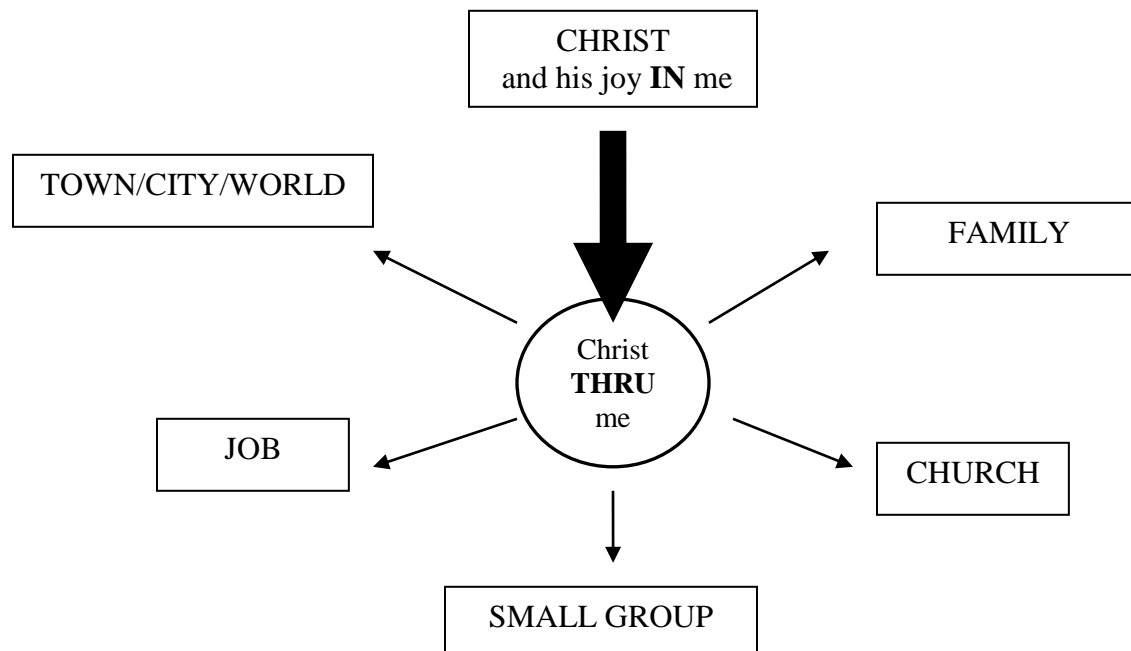 CHRIST
and his joy IN me
TOWN/CITY/WORLD
FAMILY
Christ
THRU
me
JOB
CHURCH
SMALL GROUP